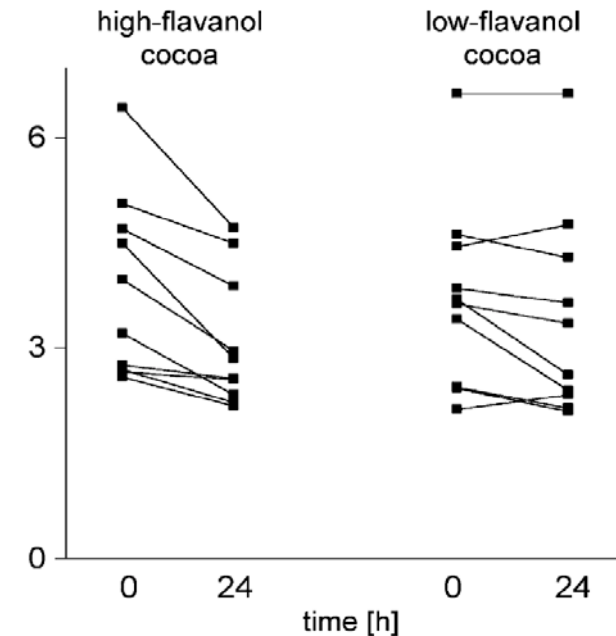 high-flavanol
cocoa
low-flavanol
cocoa
6
3
0
0 24 0 24
time [h]